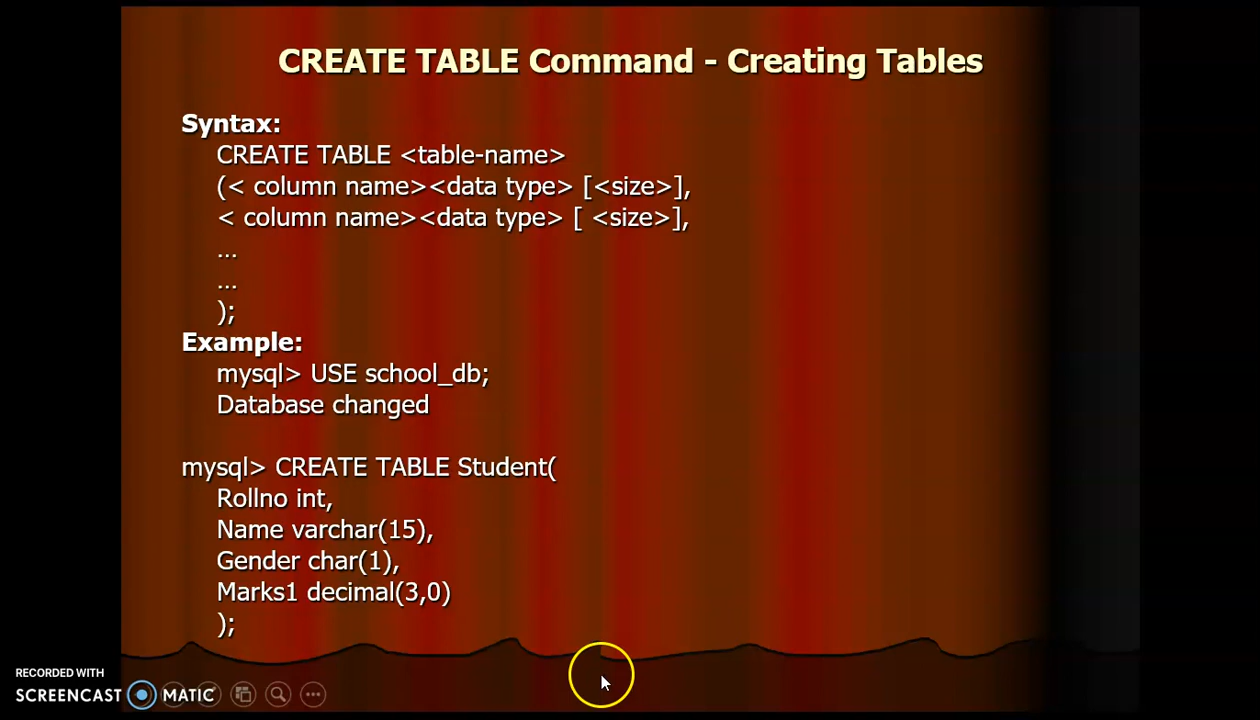 CREATE TABLE Command - Creating Tables
Syntax:
CREATE TABLE <table-name>
(< column name><data type> [<size>],
< column name><data type> [ <size>],
...
...
);
Example:
mysql> USE school_db;
Database changed
mysql> CREATE TABLE Student(
Rollno int,
Name varchar(15),
Gender char(1),
Marks1 decimal(3,0)
);
RECORDED WITH
SCREENCAST MATIC